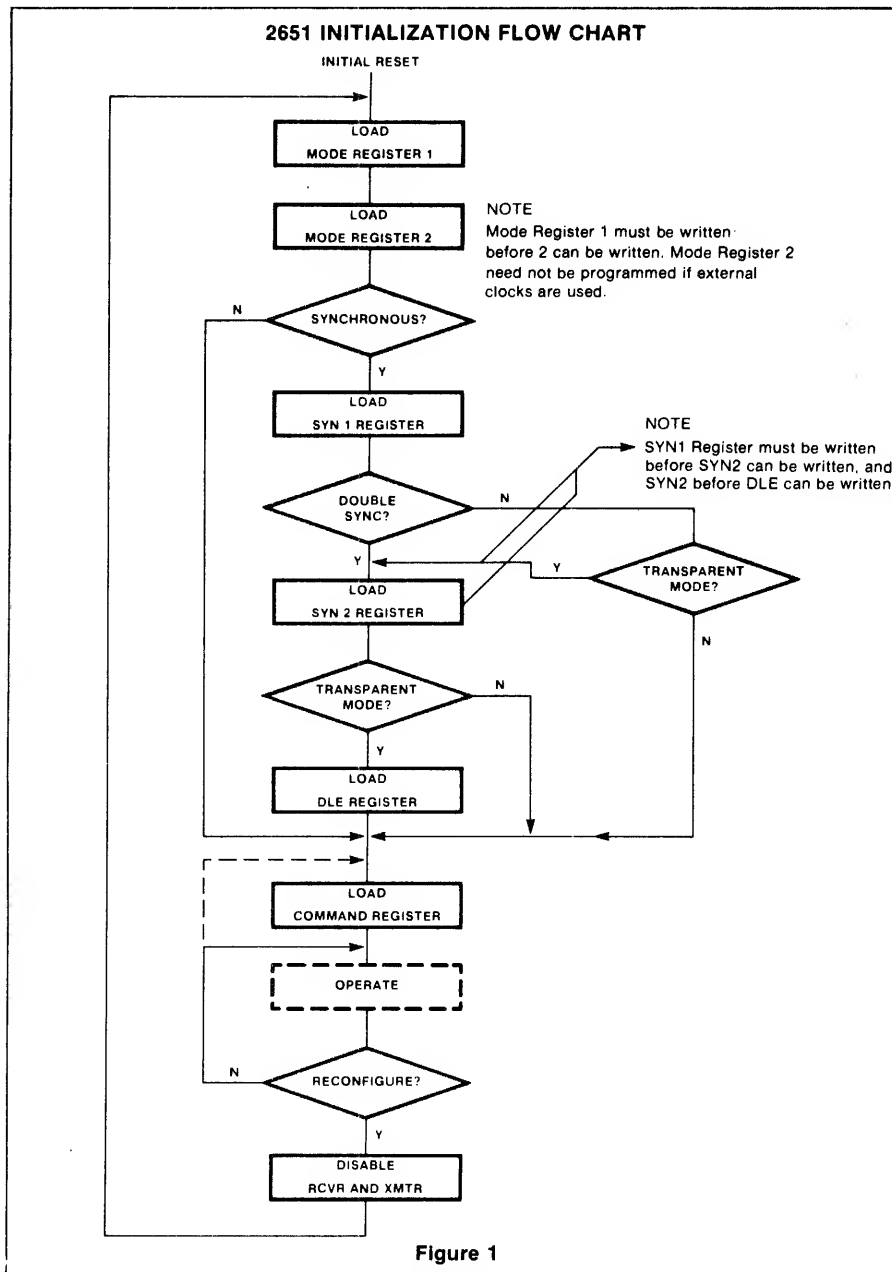 2651 INITIALIZATION FLOW CHART
INITIAL RESET
LOAD
MODE REGISTER 1
LOAD
MODE REGISTER 2
NOTE
Mode Register 1 must be written
before 2 can be written. Mode Register 2
need not be programmed if external
clocks are used.
N
SYNCHRONOUS?
Y
LOAD
SYN 1 REGISTER
NOTE
SYN1 Register must be written
before SYN2 can be written, and
SYN2 before DLE can be written
DOUBLE
SYNC?
N
Y
Y
TRANSPARENT
MODE?
LOAD
SYN 2 REGISTER
N
TRANSPARENT
MODE?
N
Y
LOAD
DLE REGISTER
LOAD
COMMAND REGISTER
OPERATE
N
RECONFIGURE?
Y
DISABLE
RCVR AND XMTR
Figure 1